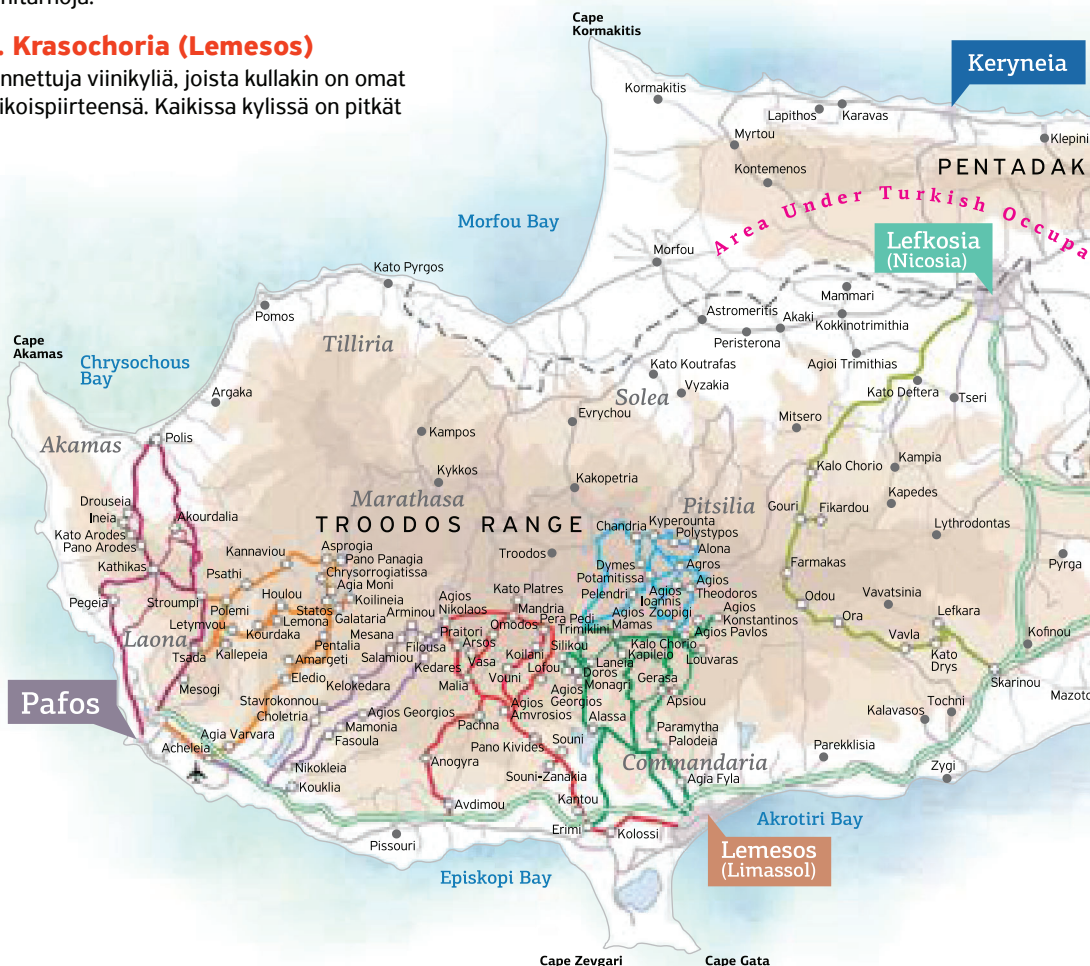 . Krasochoria (Lemesos)
nnettuja viinikyliä, joista kullakin on omat
ikoispiirteensä. Kaikissa kylissä on pitkät
Cape
Kormakitis
Keryneia
Kormakitis
Lapithos
Karavas
Myrtou
Klepini
Kontemenos
PENTADAK
Area Under Turkish Occupa
Morfou Bay
Lefkosia
(Nicosia)
Morfou
Kato Pyrgos
Mammari
Pomos
Astromeritis
Akaki
Kokkinotrimithia
Peristerona
Cape
Akamas
Tilliria
Chrysochous
Bay
Agioi Trimithias
Kato Koutrafas
Vyzakia
Solea
Kato Deftera
Tseri
Argaka
Evrychou
Mitsero
Kampos
Akamas
Polis
Kalo Chorio
Kampia
Kykkos
Kakopetria
Marathasa
Pitsilia
Kapedes
Drouseia
Ineia
Kato Arodes
Pano Arodes
Akourdalia
Gouri
Fikardou
TROODOS RANGE
Chandria
Kyperounta
Polystypos
Alona
Lythrodontas
Kannaviou
Asprogia
Pano Panagia
Chrysorrogiatissa
Agia Moni
Troodos
Kathikas
Psathi
Dymes
Agros
Farmakas
Pyrga
Potamitissa
Pelendri
Agios
Ioannis
Agios
Theodoros
Houlou
Koilineia
Kato Platres
Pegeia
Stroumpi
Polemi
Statos
Galataria
Arminou
Agios
Nikolaos
Mandria
Pera Pedi
Agios
Mamas
Zoopigi
Agios
Konstantinos
Odou
Vavatsinia
Lefkara
Letymvou
Lemona
Omodos
Trimiklini
Agios Pavlos
Ora
Kourdaka
Mesana
Praitori
Arsos
Silikou
Kalo Chorio
Vavla
Kofinou
Laona
Kallepeia
Pentalia
Salamiou
Filousa
Koilani
Kapileio
Tsada
Amargeti
Kedares
Vasa
Lofou
Laneia
Louvaras
Kato
Drys
Mesogi
Eledio
Kelokedara
Malia
Vouni
Doros
Monagri
Gerasa
Skarinou
Pafos
Stavrokonnou
Choletria
Agios Georgios
Agios
Amvrosios
Agios
Georgios
Apsiou
Tochni
Mazoto
Kalavasos
Mamonia
Pachna
Alassa
Paramytha
Agia Varvara
Fasoula
Pano Kivides
Souni
Palodeia
Parekklisia
Acheleia
Anogyra
Commandaria
Nikokleia
Souni-Zanakia
Agia Fyla
Zygi
Kouklia
Avdimou
Kantou
Akrotiri Bay
Erimi
Kolossi
Pissouri
Lemesos
(Limassol)
Episkopi Bay
Cape Zevgari
Cape Gata